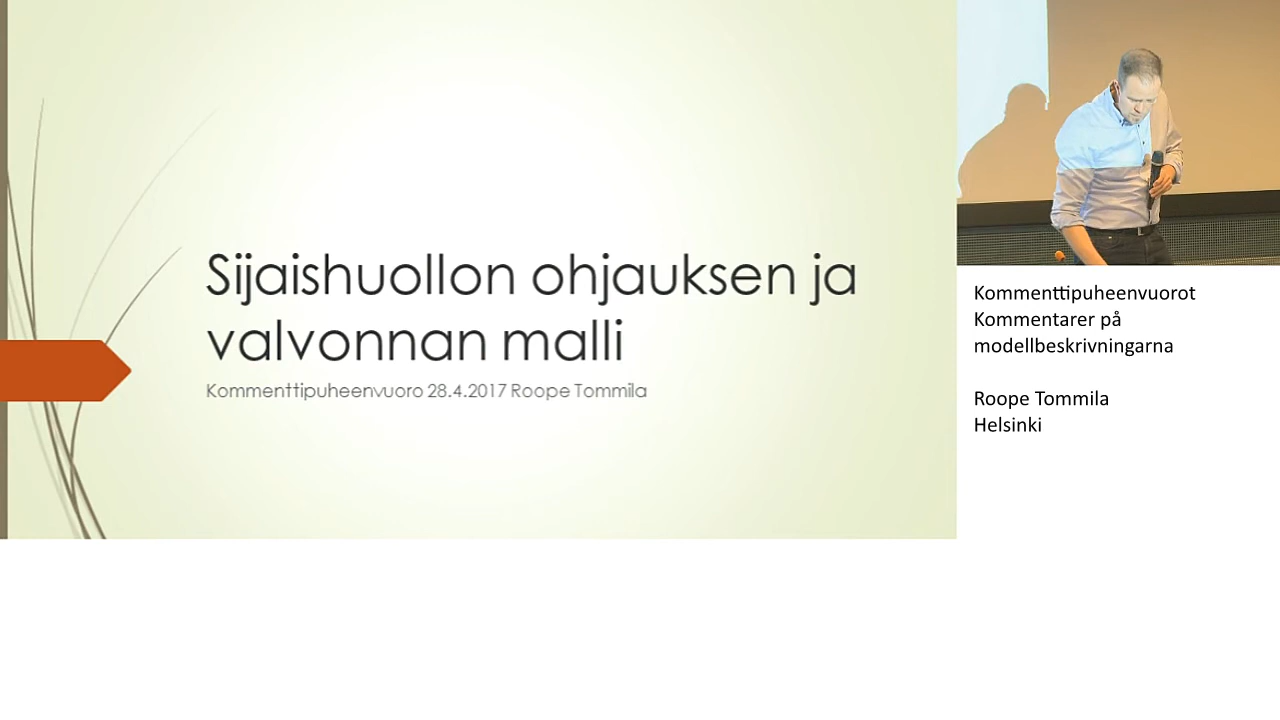 Sijaishuollon ohjauksen ja
valvonnan malli
Kommenttipuheenvuoro 28.4.2017 Roope Tommila
Kommenttipuheenvuorot
Kommentarer på
modellbeskrivningarna
Roope Tommila
Helsinki